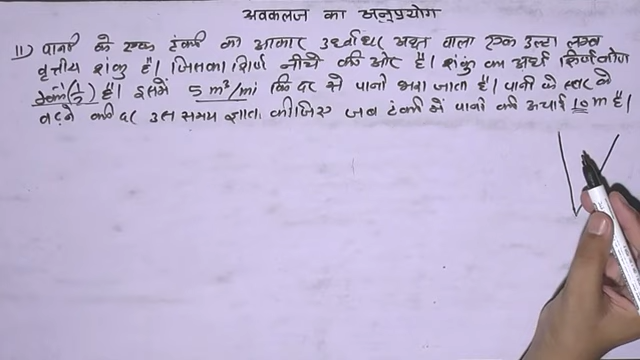 अवकलज का अनुप्रयोग
11) पानी के एक टंकी का आकार उर्ध्वाधर अक्ष वाला एक उल्टा लम्ब
वृत्तीय शंकु है। जिसका शिर्ष नीचे की ओर है। शंकु का अर्ध शिर्षकोण
tan⁻¹(1/2) है। इसमें 5 m³/mi कि दर से पानी भरा जाता है। पानी के स्तर के
बढ़ने की दर उस समय ज्ञात कीजिए जब टंकी में पानी की ऊचाई 10 m है।